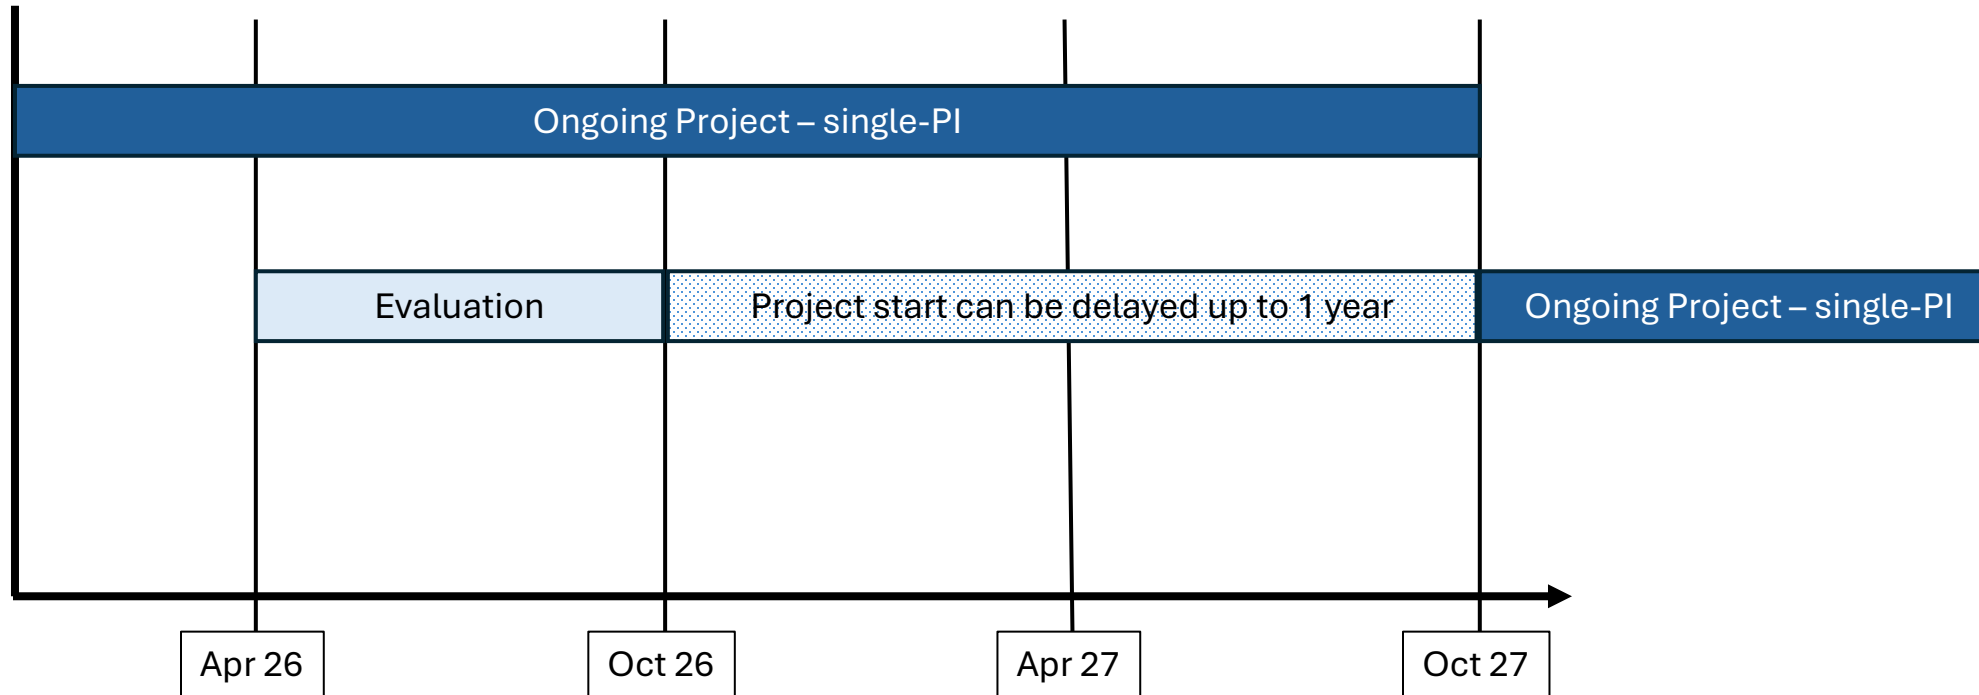 Ongoing Project – single-PI
Evaluation
Project start can be delayed up to 1 year
Ongoing Project – single-PI
Apr 26
Oct 26
Apr 27
Oct 27